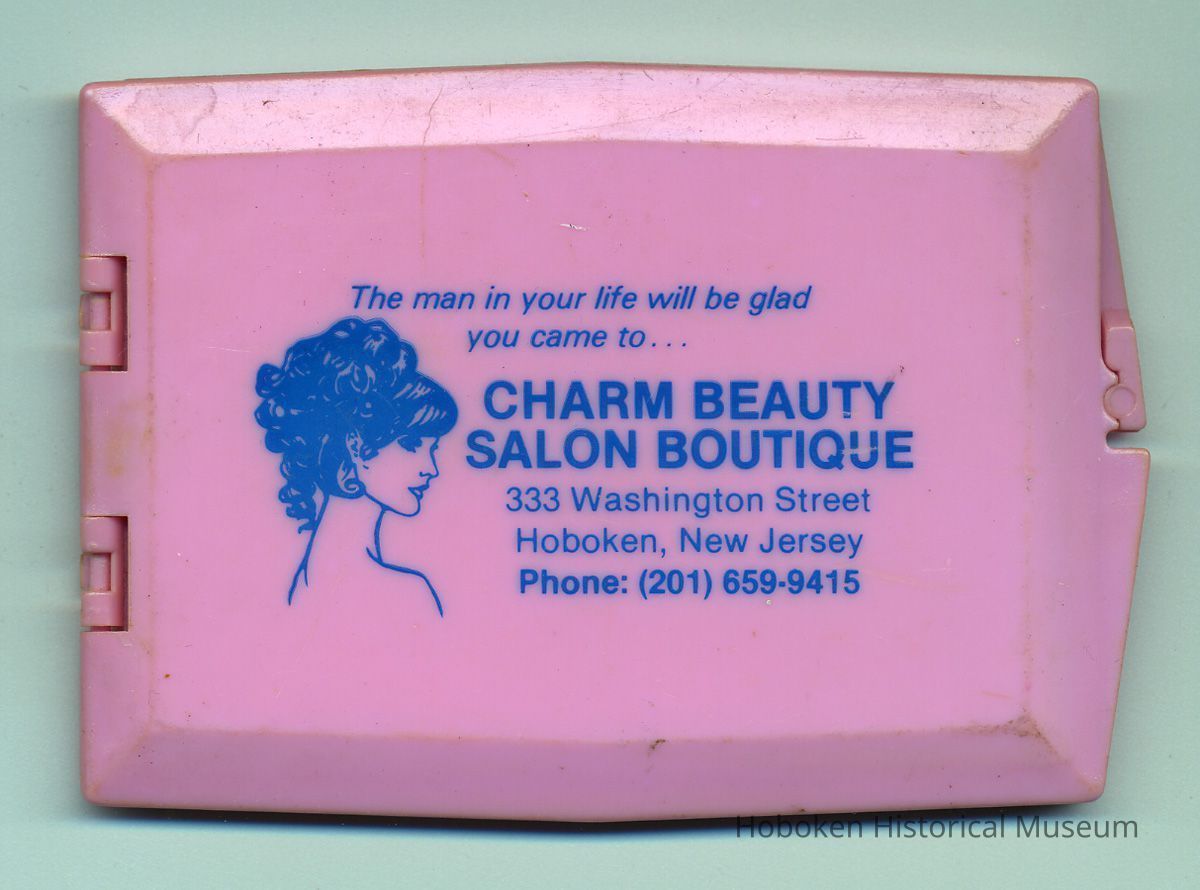 The man in your life will be glad
you came to...
CHARM BEAUTY
SALON BOUTIQUE
333 Washington Street
Hoboken, New Jersey
Phone: (201) 659-9415
Hoboken Historical Museum